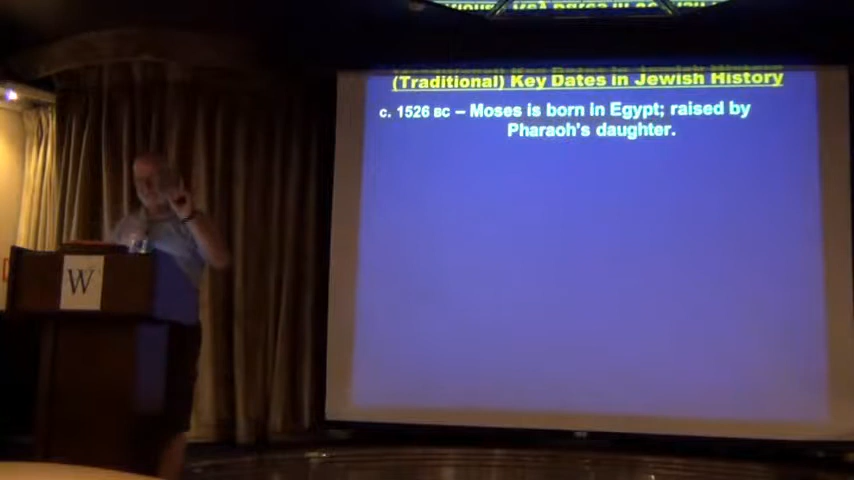 (Traditional) Key Dates in Jewish History
c. 1526 BC – Moses is born in Egypt; raised by
Pharaoh's daughter.
W